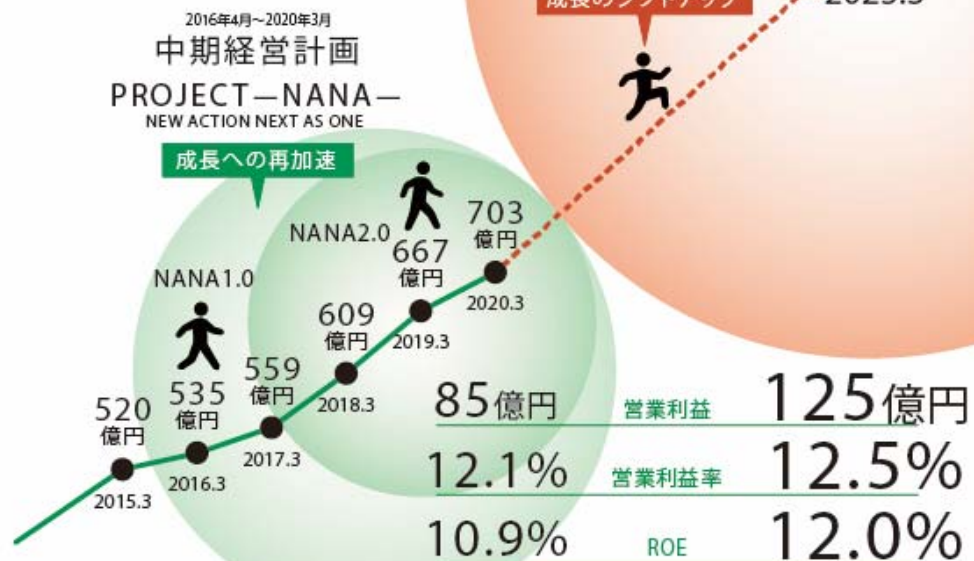 2016年4月~2020年3月
中期経営計画
PROJECT—NANA—
NEW ACTION NEXT AS ONE
成長への再加速
NANA1.0
NANA2.0
520
億円
2015.3
535
億円
2016.3
559
億円
2017.3
609
億円
2018.3
667
億円
2019.3
703
億円
2020.3
85億円 営業利益 125億円
12.1% 営業利益率 12.5%
10.9% ROE 12.0%